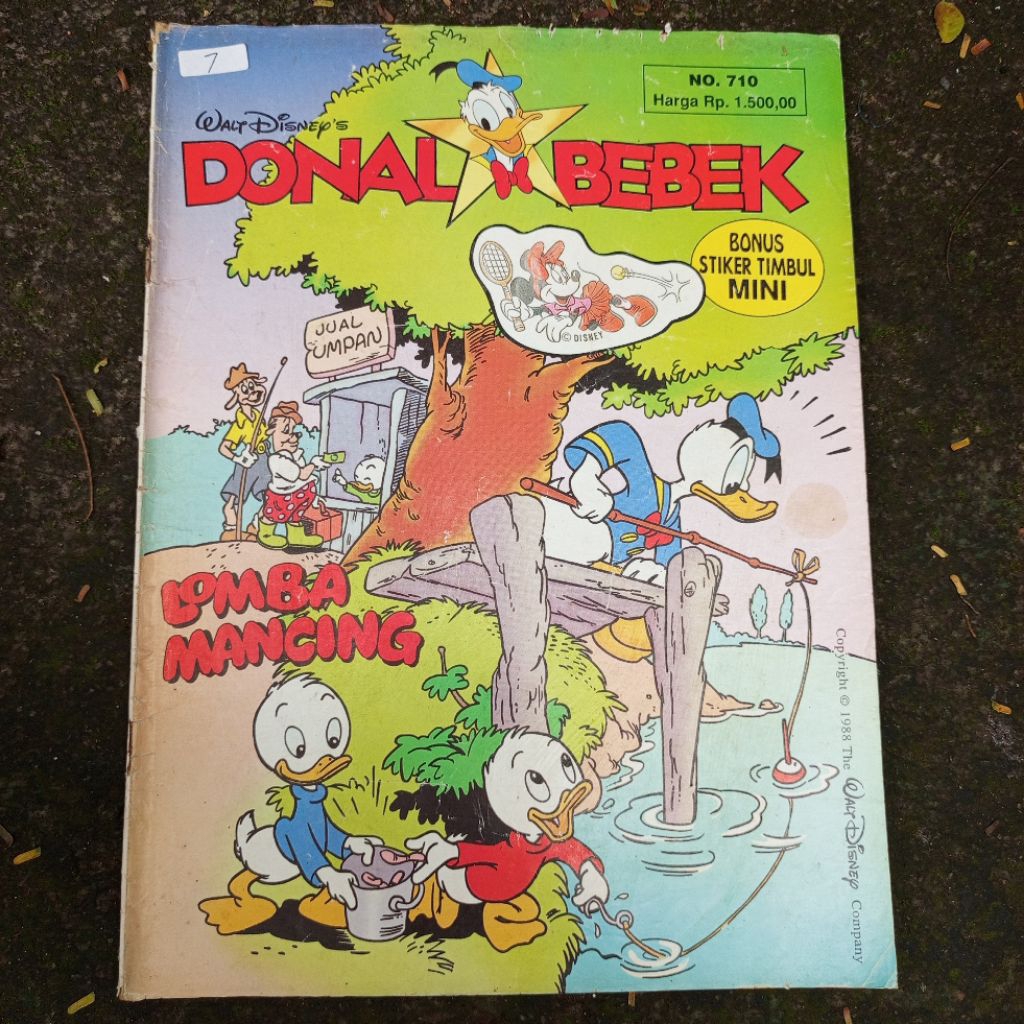 7
NO. 710
Harga Rp. 1.500,00
WALT DISNEY'S
DONAL BEBEK
BONUS
STIKER TIMBUL
MINI
© DISNEY
JUAL
UMPAN
LOMBA
MANCING
Copyright © 1988 The WALT DISNEY Company